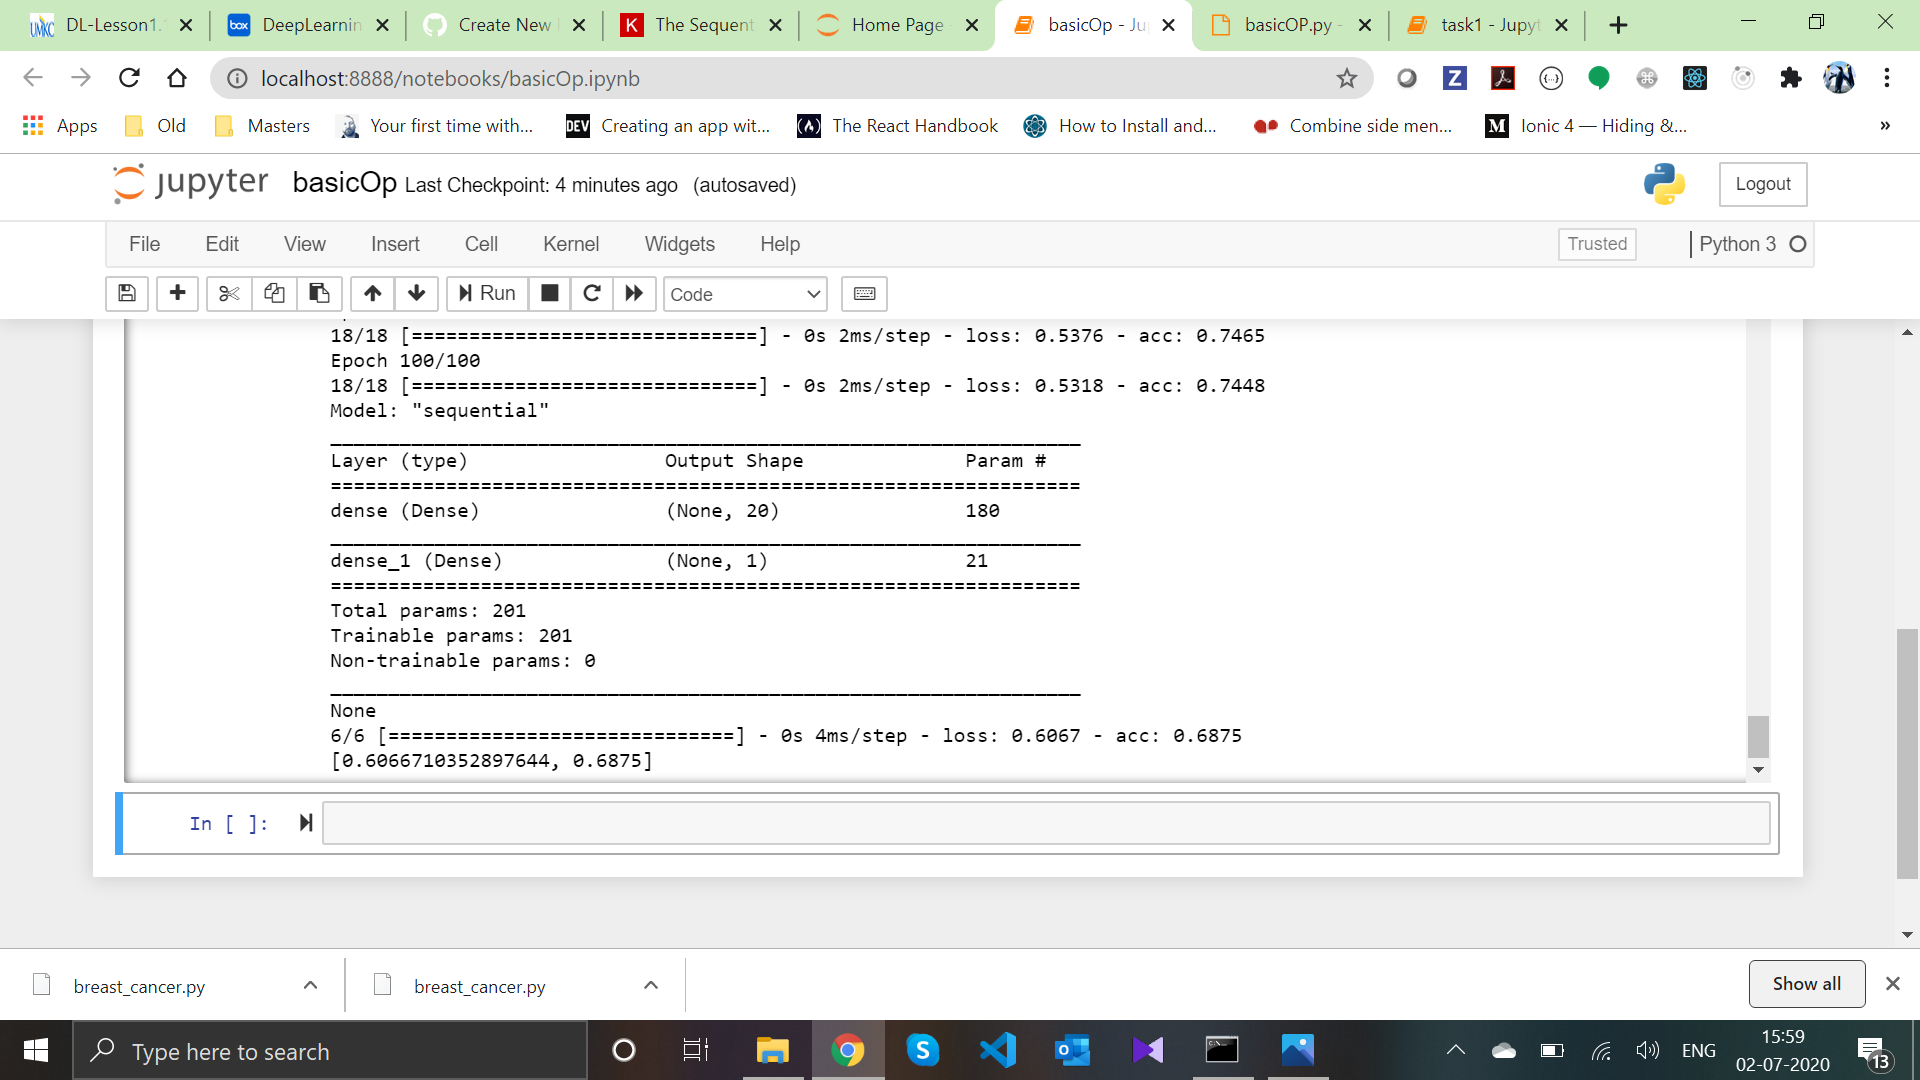 DL-Lesson1.
DeepLearnin
Create New
The Sequent
Home Page
basicOp - Ju
basicOP.py -
task1 - Jupyt
localhost:8888/notebooks/basicOp.ipynb
Apps
Old
Masters
Your first time with...
DEV
Creating an app wit...
The React Handbook
How to Install and...
Combine side men...
Ionic 4 — Hiding &...
»
jupyter basicOp Last Checkpoint: 4 minutes ago (autosaved)
Logout
File Edit View Insert Cell Kernel Widgets Help
Trusted
Python 3
Run
Code
18/18 [==============================] - 0s 2ms/step - loss: 0.5376 - acc: 0.7465
Epoch 100/100
18/18 [==============================] - 0s 2ms/step - loss: 0.5318 - acc: 0.7448
Model: "sequential"
_________________________________________________________________
Layer (type) Output Shape Param #
=================================================================
dense (Dense) (None, 20) 180
_________________________________________________________________
dense_1 (Dense) (None, 1) 21
=================================================================
Total params: 201
Trainable params: 201
Non-trainable params: 0
_________________________________________________________________
None
6/6 [==============================] - 0s 4ms/step - loss: 0.6067 - acc: 0.6875
[0.6066710352897644, 0.6875]
In [ ]:
breast_cancer.py
breast_cancer.py
Show all
Type here to search
ENG
15:59
02-07-2020
13